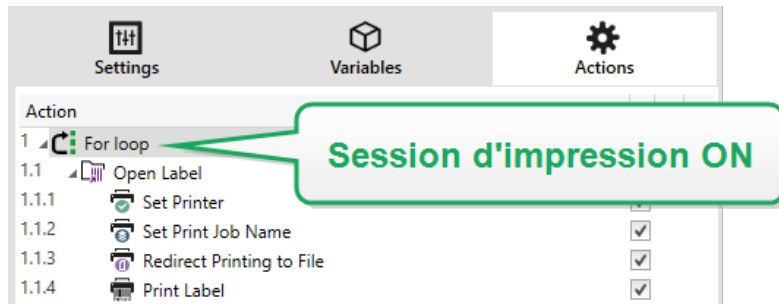 Settings Variables Actions
Action
1 For loop
Session d'impression ON
1.1 Open Label
1.1.1 Set Printer
1.1.2 Set Print Job Name
1.1.3 Redirect Printing to File
1.1.4 Print Label